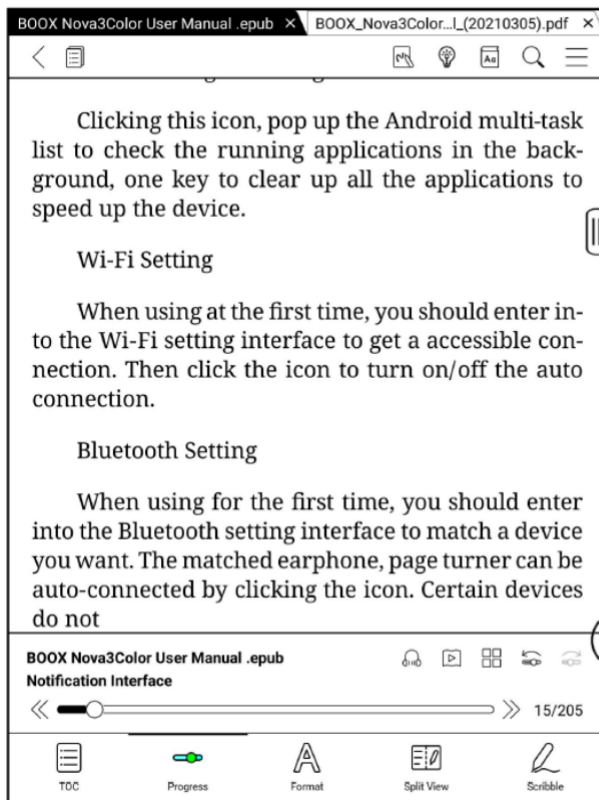 BOOX Nova3Color User Manual .epub ×
BOOX_Nova3Color...l_(20210305).pdf ×
Clicking this icon, pop up the Android multi-task
list to check the running applications in the back-
ground, one key to clear up all the applications to
speed up the device.
Wi-Fi Setting
When using at the first time, you should enter in-
to the Wi-Fi setting interface to get a accessible con-
nection. Then click the icon to turn on/off the auto
connection.
Bluetooth Setting
When using for the first time, you should enter
into the Bluetooth setting interface to match a device
you want. The matched earphone, page turner can be
auto-connected by clicking the icon. Certain devices
do not
BOOX Nova3Color User Manual .epub
Notification Interface
15/205
TOC
Progress
Format
Split View
Scribble